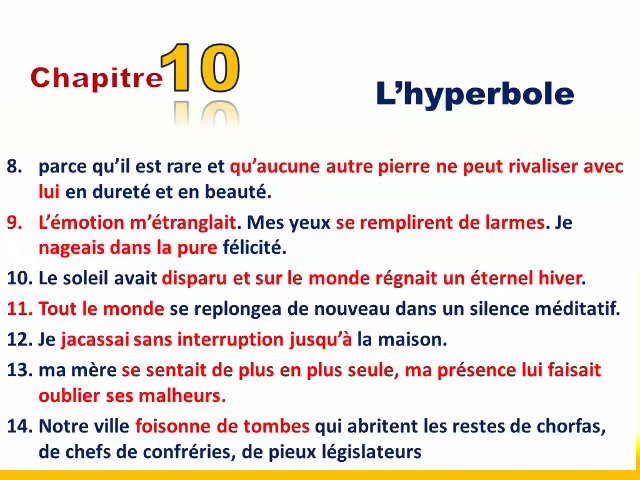 Chapitre 10
L’hyperbole
8. parce qu’il est rare et qu’aucune autre pierre ne peut rivaliser avec
lui en dureté et en beauté.
9. L’émotion m’étranglait. Mes yeux se remplirent de larmes. Je
nageais dans la pure félicité.
10. Le soleil avait disparu et sur le monde régnait un éternel hiver.
11. Tout le monde se replongea de nouveau dans un silence méditatif.
12. Je jacassai sans interruption jusqu’à la maison.
13. ma mère se sentait de plus en plus seule, ma présence lui faisait
oublier ses malheurs.
14. Notre ville foisonne de tombes qui abritent les restes de chorfas,
de chefs de confréries, de pieux législateurs